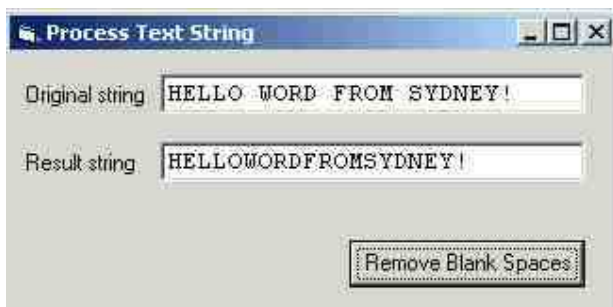 Process Text String
Original string HELLO WORD FROM SYDNEY!
Result string HELLOWORDFROMSYDNEY!
Remove Blank Spaces